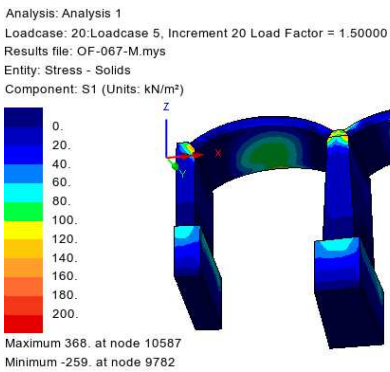 Analysis: Analysis 1
Loadcase: 20:Loadcase 5, Increment 20 Load Factor = 1.50000
Results file: OF-067-M.mys
Entity: Stress - Solids
Component: S1 (Units: kN/m²)
0.
20.
40.
60.
80.
100.
120.
140.
160.
180.
200.
Z
X
Y
Maximum 368. at node 10587
Minimum -259. at node 9782